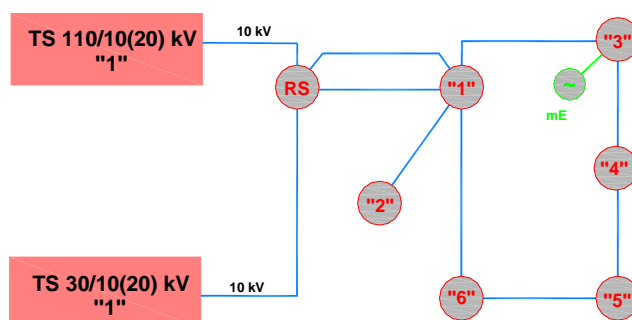 TS 110/10(20) kV
"1"
10 kV
RS
"1"
"3"
~
mE
"4"
"2"
TS 30/10(20) kV
"1"
10 kV
"6"
"5"